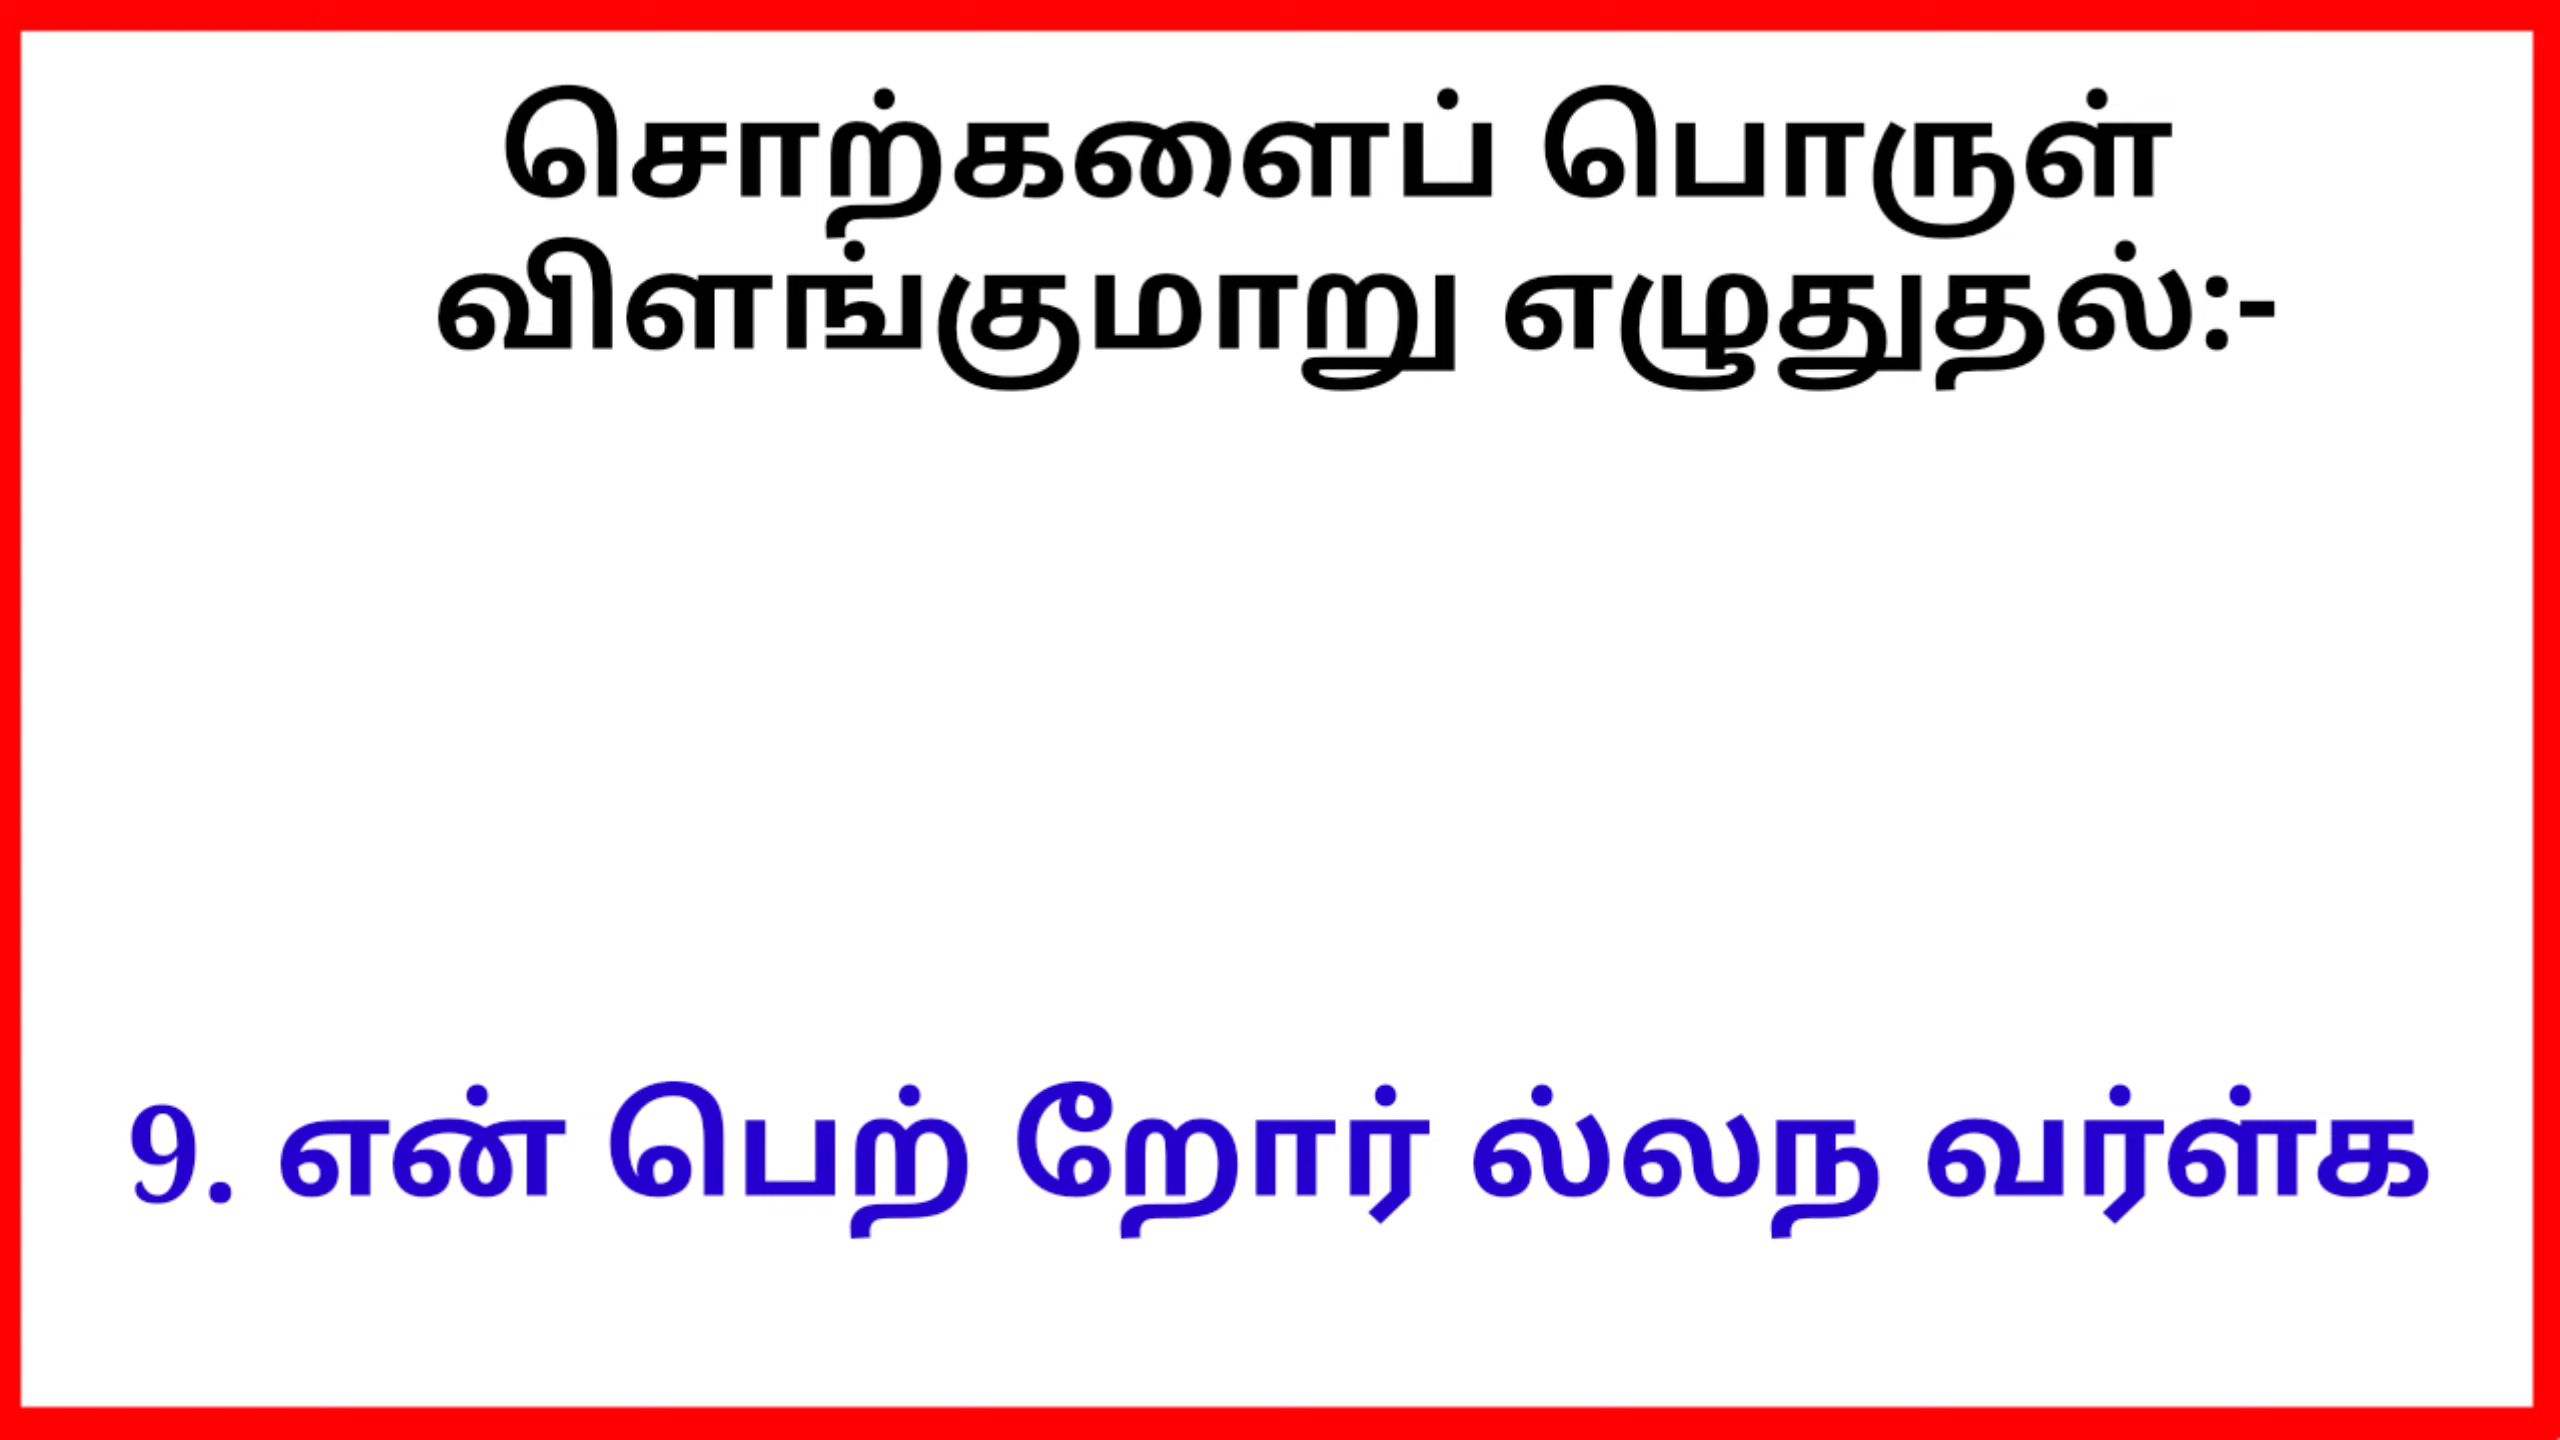 சொற்களைப் பொருள்
விளங்குமாறு எழுதுதல்:-
9. என் பெற் றோர் ல்லந வர்ள்க